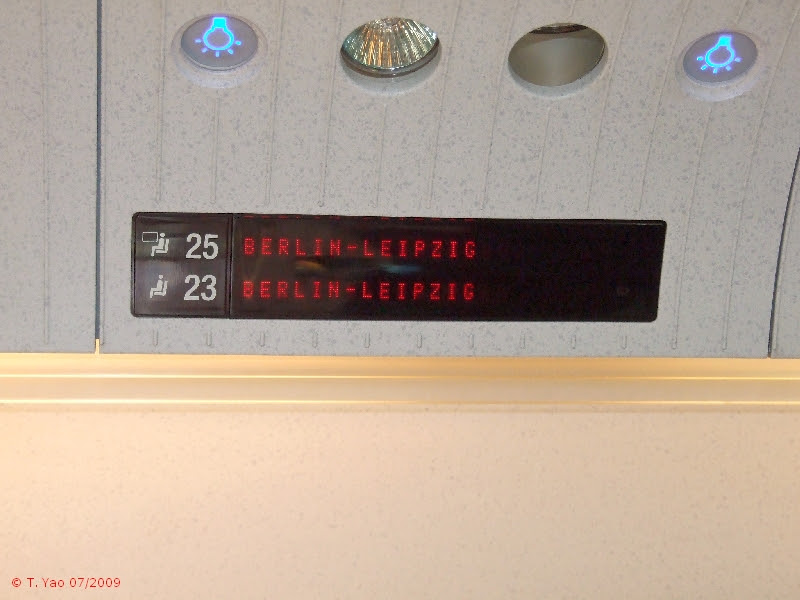 25 BERLIN-LEIPZIG
23 BERLIN-LEIPZIG
© T. Yao 07/2009